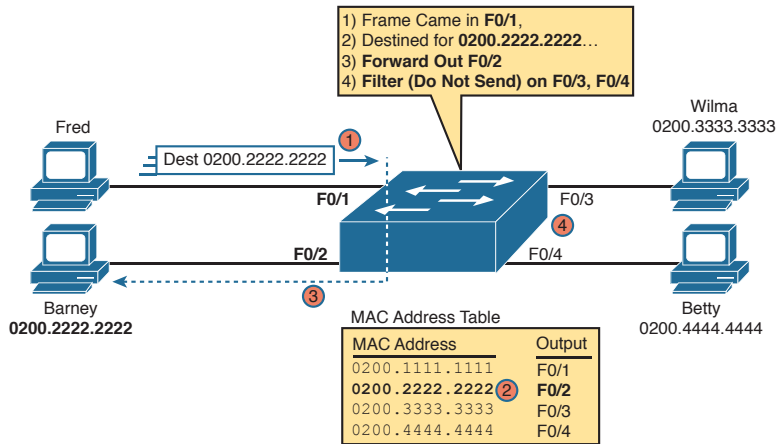 1) Frame Came in F0/1,
2) Destined for 0200.2222.2222…
3) Forward Out F0/2
4) Filter (Do Not Send) on F0/3, F0/4
Fred
Wilma
0200.3333.3333
1
Dest 0200.2222.2222
F0/1
F0/3
4
F0/2
F0/4
3
Barney
0200.2222.2222
Betty
0200.4444.4444
MAC Address Table
MAC Address Output
0200.1111.1111 F0/1
0200.2222.2222 2 F0/2
0200.3333.3333 F0/3
0200.4444.4444 F0/4